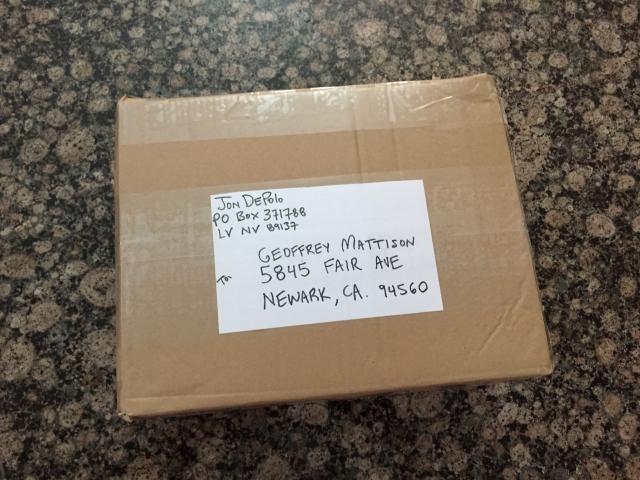 Jon DePolo
PO Box 371788
LV NV 89137
To
GEOFFREY MATTISON
5845 FAIR AVE
NEWARK, CA. 94560